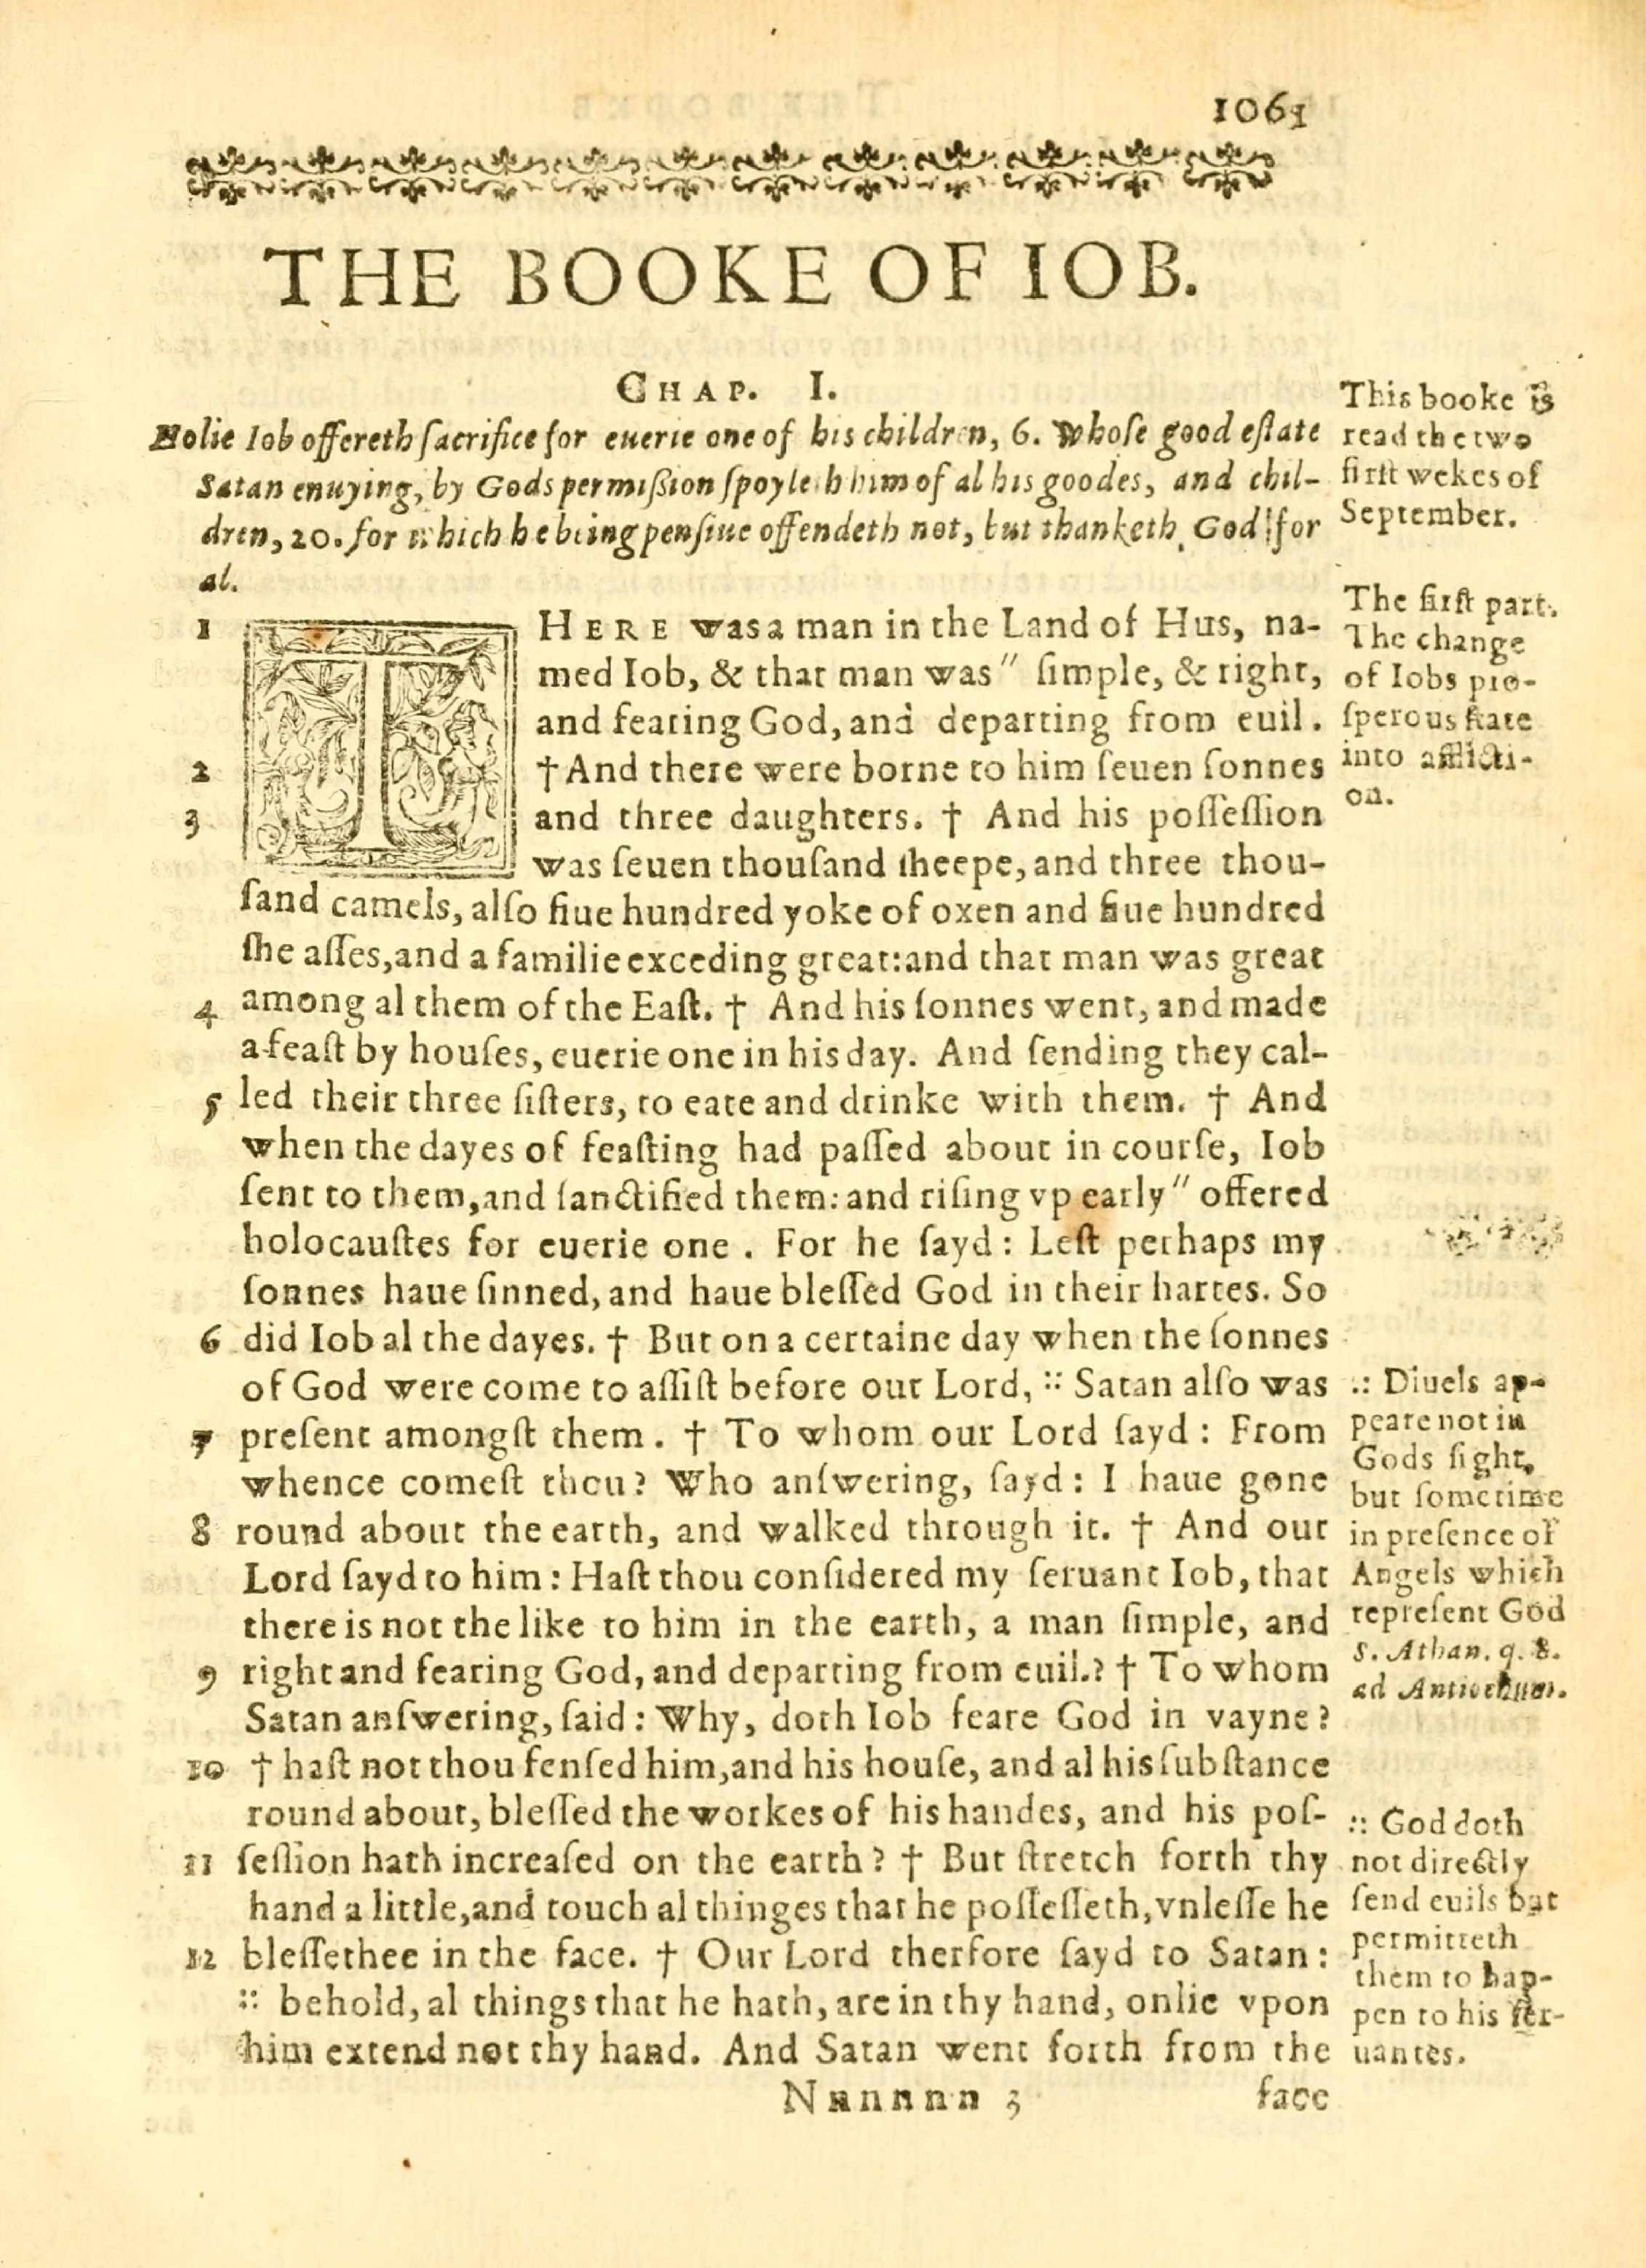 1061
THE BOOKE OF IOB.
CHAP. I.
Holie Iob offereth ſacrifice for euerie one of his children, 6. Whoſe good eſtate
Satan enuying, by Gods permiſsion ſpoyleth him of al his goodes, and chil-
dren, 20. for which he being penſiue offendeth not, but thanketh God for
al.
1 THERE was a man in the Land of Hus, na-
med Iob, & that man was" ſimple, & right,
and fearing God, and departing from euil.
2 †And there were borne to him ſeuen ſonnes
3 and three daughters. † And his poſſeſſion
was ſeuen thouſand ſheepe, and three thou-
ſand camels, alſo fiue hundred yoke of oxen and fiue hundred
ſhe aſſes, and a familie exceding great: and that man was great
4 among al them of the Eaſt. † And his ſonnes went, and made
a feaſt by houſes, euerie one in his day. And ſending they cal-
5 led their three ſiſters, to eate and drinke with them. † And
when the dayes of feaſting had paſſed about in courſe, Iob
ſent to them, and ſanctified them: and riſing vp early" offered
holocauſtes for euerie one. For he ſayd: Leſt perhaps my
ſonnes haue ſinned, and haue bleſſed God in their hartes. So
6 did Iob al the dayes. † But on a certaine day when the ſonnes
of God were come to aſſiſt before our Lord, :: Satan alſo was
7 preſent amongſt them. † To whom our Lord ſayd: From
whence comeſt thou? Who anſwering, ſayd: I haue gone
8 round about the earth, and walked through it. † And our
Lord ſayd to him: Haſt thou conſidered my ſeruant Iob, that
there is not the like to him in the earth, a man ſimple, and
9 right and fearing God, and departing from euil.? † To whom
Satan anſwering, ſaid: Why, doth Iob feare God in vayne?
10 † haſt not thou fenſed him, and his houſe, and al his ſubſtance
round about, bleſſed the workes of his handes, and his poſ-
11 ſeſſion hath increaſed on the earth? † But ſtretch forth thy
hand a little, and touch al thinges that he poſſeſſeth, vnleſſe he
12 bleſſe thee in the face. † Our Lord therfore ſayd to Satan:
:: behold, al things that he hath, are in thy hand, onlie vpon
him extend not thy hand. And Satan went forth from the
Nnnnnn 3 face
This booke is
read the two
firſt wekes of
September.
The firſt part.
The change
of Iobs pro-
ſperous ſtate
into afflicti-
on.
:: Diuels ap-
peare not in
Gods ſight,
but ſometime
in preſence of
Angels which
repreſent God
S. Athan. q. 8.
ad Antiochum.
:: God doth
not directly
ſend euils but
permitteth
them to hap-
pen to his ſer-
uantes.